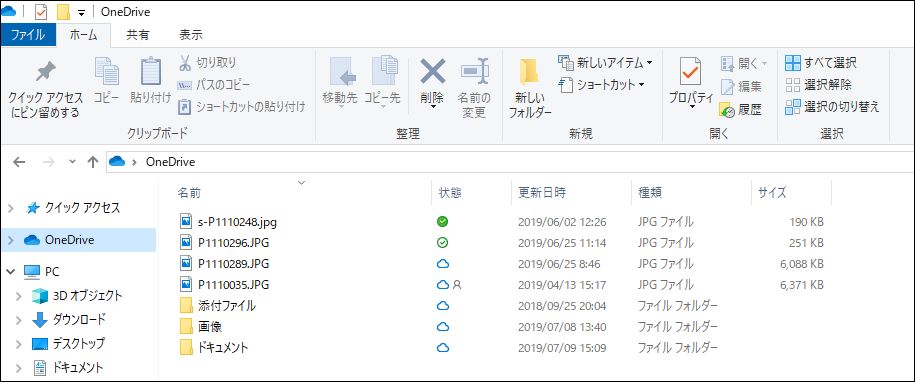 OneDrive
ファイル ホーム 共有 表示
クイック アクセス
にピン留めする
コピー
貼り付け
切り取り
パスのコピー
ショートカットの貼り付け
クリップボード
移動先
コピー先
削除
名前の
変更
整理
新しい
フォルダー
新しいアイテム
ショートカット
新規
プロパティ
開く
編集
履歴
開く
すべて選択
選択解除
選択の切り替え
選択
OneDrive
名前 状態 更新日時 種類 サイズ
クイック アクセス
OneDrive
PC
3D オブジェクト
ダウンロード
デスクトップ
ドキュメント
s-P1110248.jpg 2019/06/02 12:26 JPG ファイル 190 KB
P1110296.JPG 2019/06/25 11:14 JPG ファイル 251 KB
P1110289.JPG 2019/06/25 8:46 JPG ファイル 6,088 KB
P1110035.JPG 2019/04/13 15:17 JPG ファイル 6,371 KB
添付ファイル 2018/09/25 20:04 ファイル フォルダー
画像 2019/07/08 13:40 ファイル フォルダー
ドキュメント 2019/07/09 15:09 ファイル フォルダー